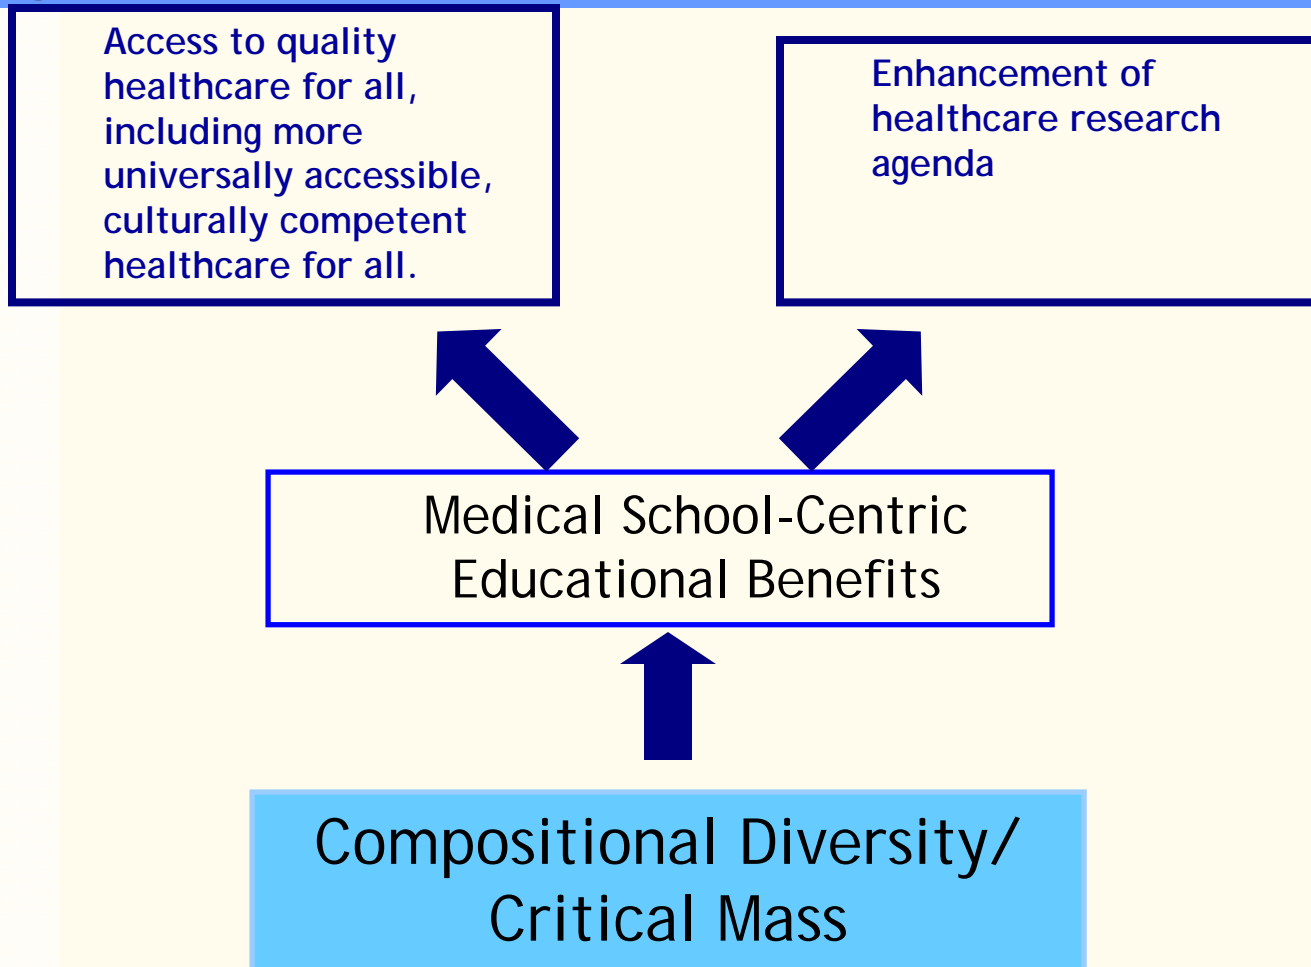 Access to quality
healthcare for all,
including more
universally accessible,
culturally competent
healthcare for all.
Enhancement of
healthcare research
agenda
Medical School-Centric
Educational Benefits
Compositional Diversity/
Critical Mass